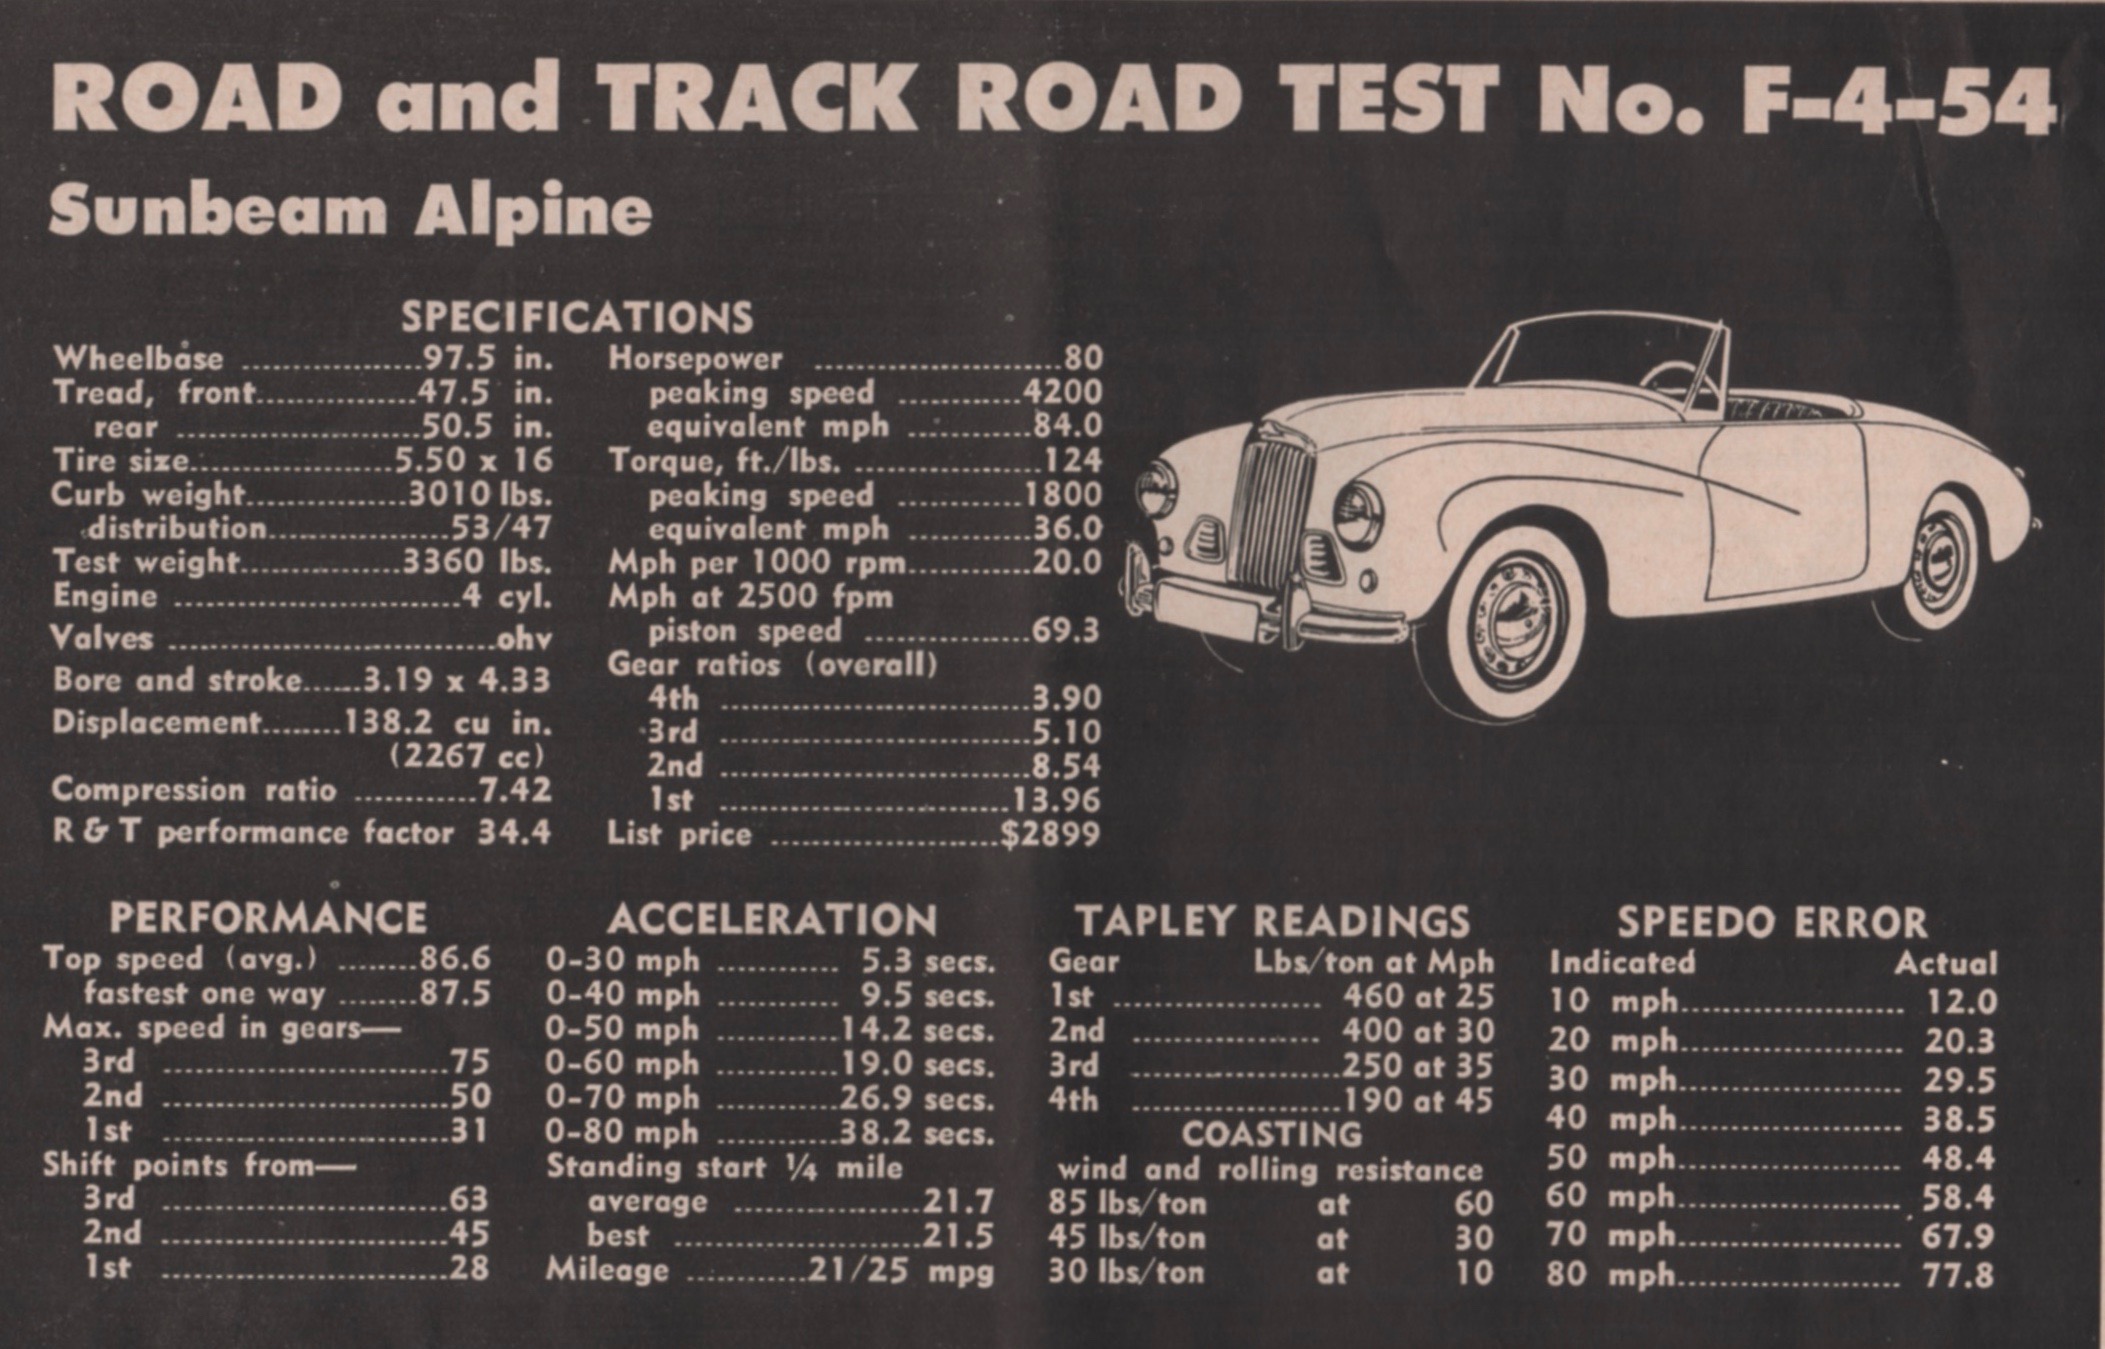 ROAD and TRACK ROAD TEST No. F-4-54
Sunbeam Alpine
SPECIFICATIONS
Wheelbase ..................97.5 in.
Tread, front................47.5 in.
rear ........................50.5 in.
Tire size....................5.50 x 16
Curb weight................3010 lbs.
distribution..................53/47
Test weight................3360 lbs.
Engine ............................4 cyl.
Valves ................................ohv
Bore and stroke......3.19 x 4.33
Displacement........138.2 cu in.
(2267 cc)
Compression ratio ............7.42
R & T performance factor 34.4
Horsepower ........................80
peaking speed ............4200
equivalent mph ............84.0
Torque, ft./lbs. ..................124
peaking speed ............1800
equivalent mph ............36.0
Mph per 1000 rpm............20.0
Mph at 2500 fpm
piston speed ................69.3
Gear ratios (overall)
4th ..............................3.90
3rd ..............................5.10
2nd ..............................8.54
1st ............................13.96
List price ......................$2899
PERFORMANCE
Top speed (avg.) ........86.6
fastest one way ........87.5
Max. speed in gears—
3rd ............................75
2nd ............................50
1st ............................31
Shift points from—
3rd ............................63
2nd ............................45
1st ............................28
ACCELERATION
0-30 mph ............ 5.3 secs.
0-40 mph ............ 9.5 secs.
0-50 mph ............14.2 secs.
0-60 mph ............19.0 secs.
0-70 mph ............26.9 secs.
0-80 mph ............38.2 secs.
Standing start ¼ mile
average ..................21.7
best ........................21.5
Mileage ............21/25 mpg
TAPLEY READINGS
Gear Lbs/ton at Mph
1st .................... 460 at 25
2nd .................. 400 at 30
3rd ....................250 at 35
4th ....................190 at 45
COASTING
wind and rolling resistance
85 lbs/ton at 60
45 lbs/ton at 30
30 lbs/ton at 10
SPEEDO ERROR
Indicated Actual
10 mph...................... 12.0
20 mph...................... 20.3
30 mph...................... 29.5
40 mph...................... 38.5
50 mph...................... 48.4
60 mph...................... 58.4
70 mph...................... 67.9
80 mph...................... 77.8